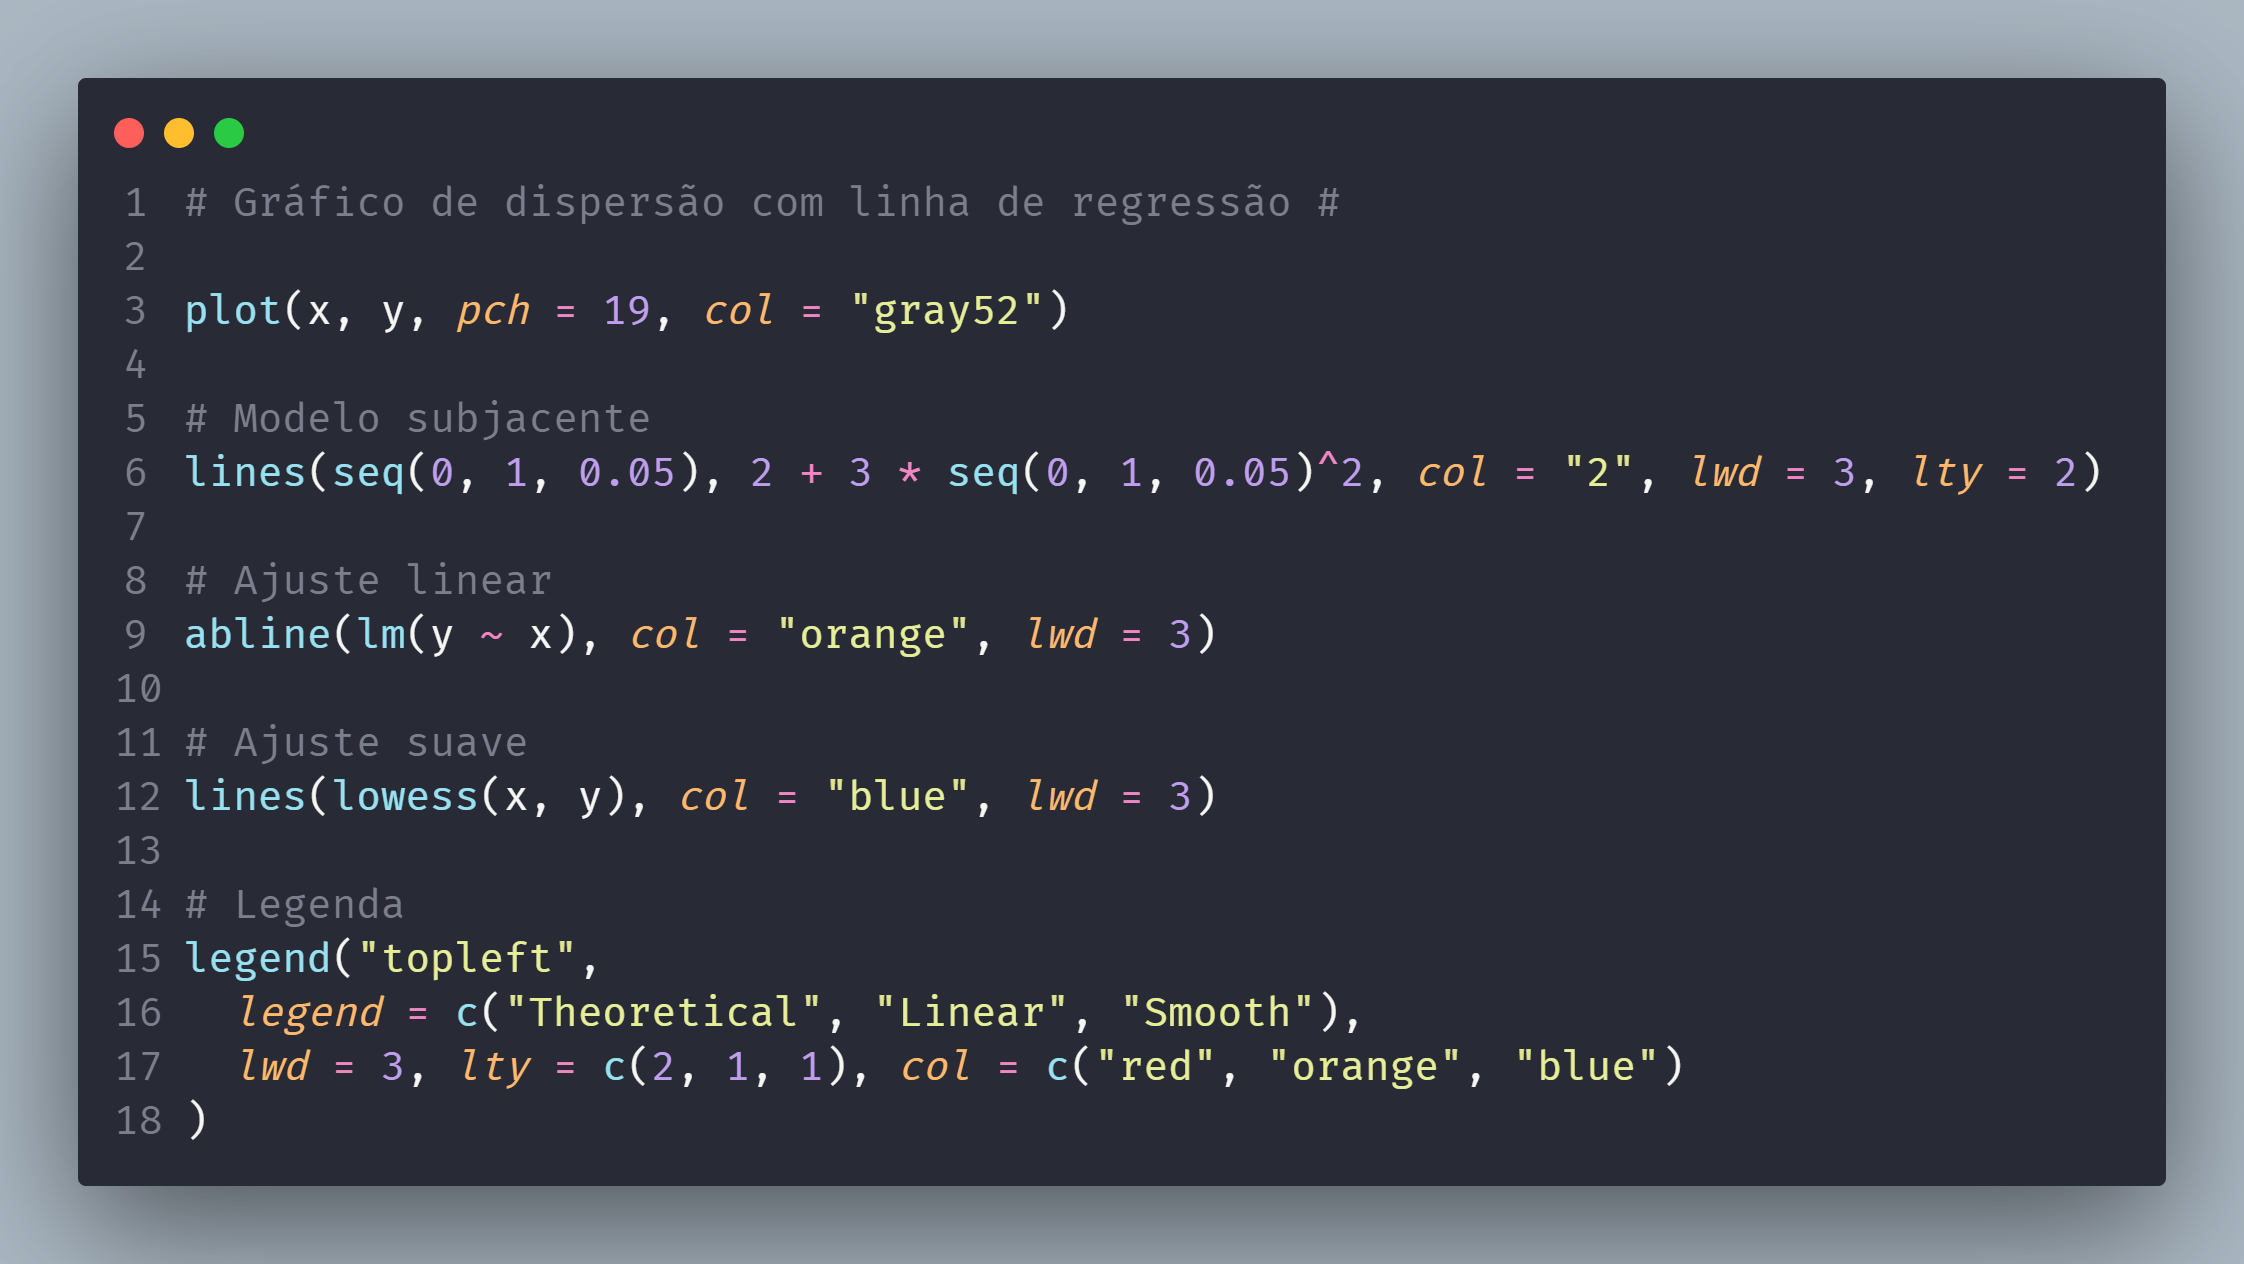 1 # Gráfico de dispersão com linha de regressão #
2
3 plot(x, y, pch = 19, col = "gray52")
4
5 # Modelo subjacente
6 lines(seq(0, 1, 0.05), 2 + 3 * seq(0, 1, 0.05)^2, col = "2", lwd = 3, lty = 2)
7
8 # Ajuste linear
9 abline(lm(y ~ x), col = "orange", lwd = 3)
10
11 # Ajuste suave
12 lines(lowess(x, y), col = "blue", lwd = 3)
13
14 # Legenda
15 legend("topleft",
16   legend = c("Theoretical", "Linear", "Smooth"),
17   lwd = 3, lty = c(2, 1, 1), col = c("red", "orange", "blue")
18 )